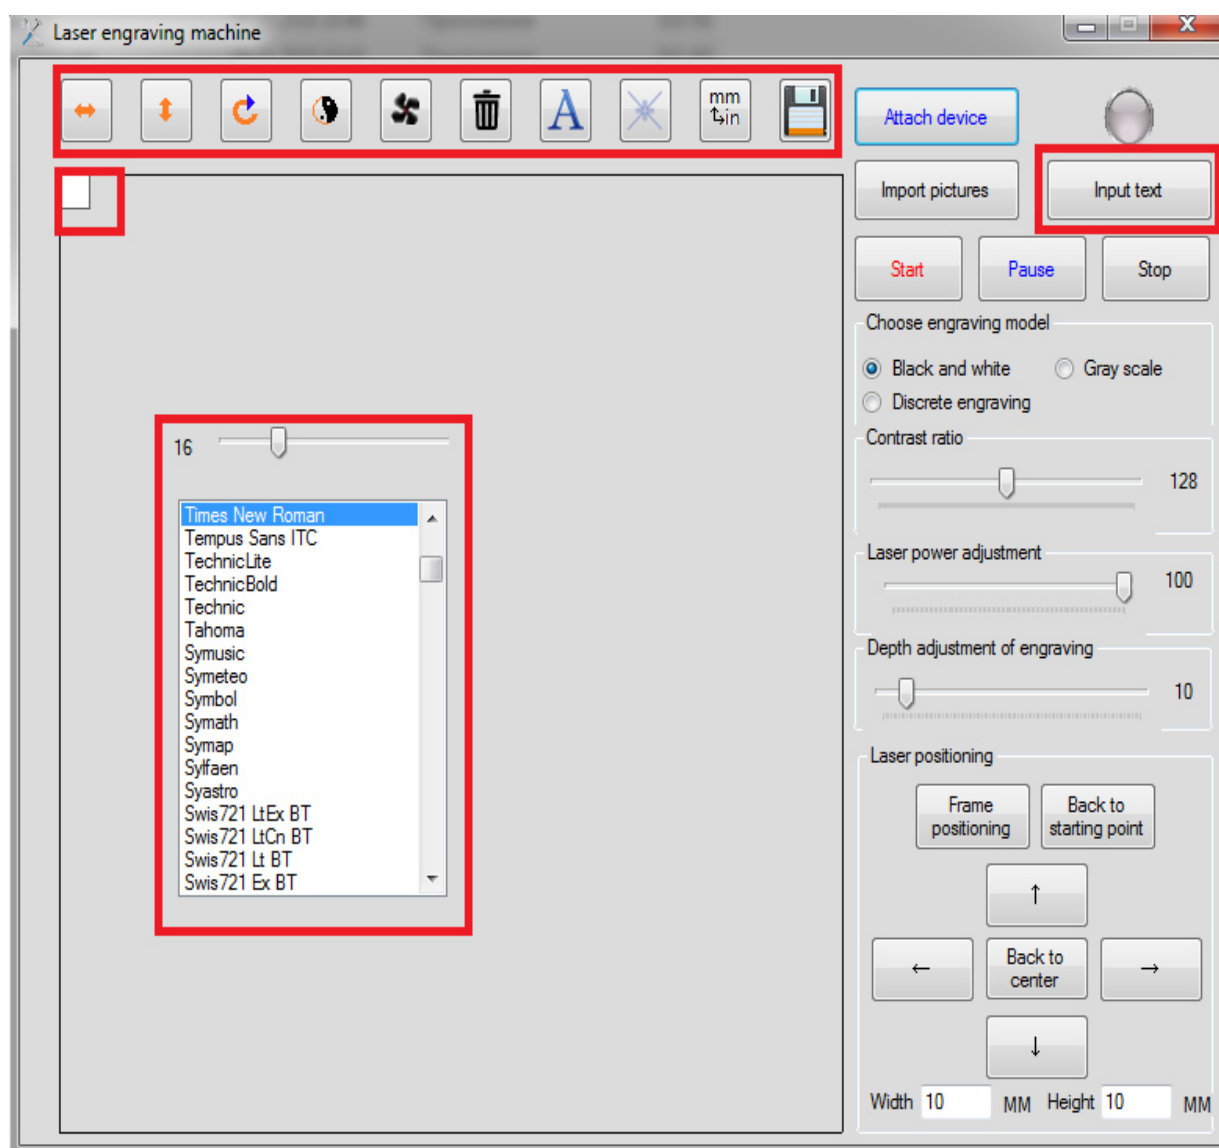 Laser engraving machine
A
mm
in
Attach device
Import pictures
Input text
Start
Pause
Stop
Choose engraving model
Black and white
Gray scale
Discrete engraving
Contrast ratio
128
Laser power adjustment
100
Depth adjustment of engraving
10
16
Times New Roman
Tempus Sans ITC
TechnicLite
TechnicBold
Technic
Tahoma
Symusic
Symeteo
Symbol
Symath
Symap
Sylfaen
Syastro
Swis721 LtEx BT
Swis721 LtCn BT
Swis721 Lt BT
Swis721 Ex BT
Laser positioning
Frame
positioning
Back to
starting point
↑
←
Back to
center
→
↓
Width 10 MM Height 10 MM